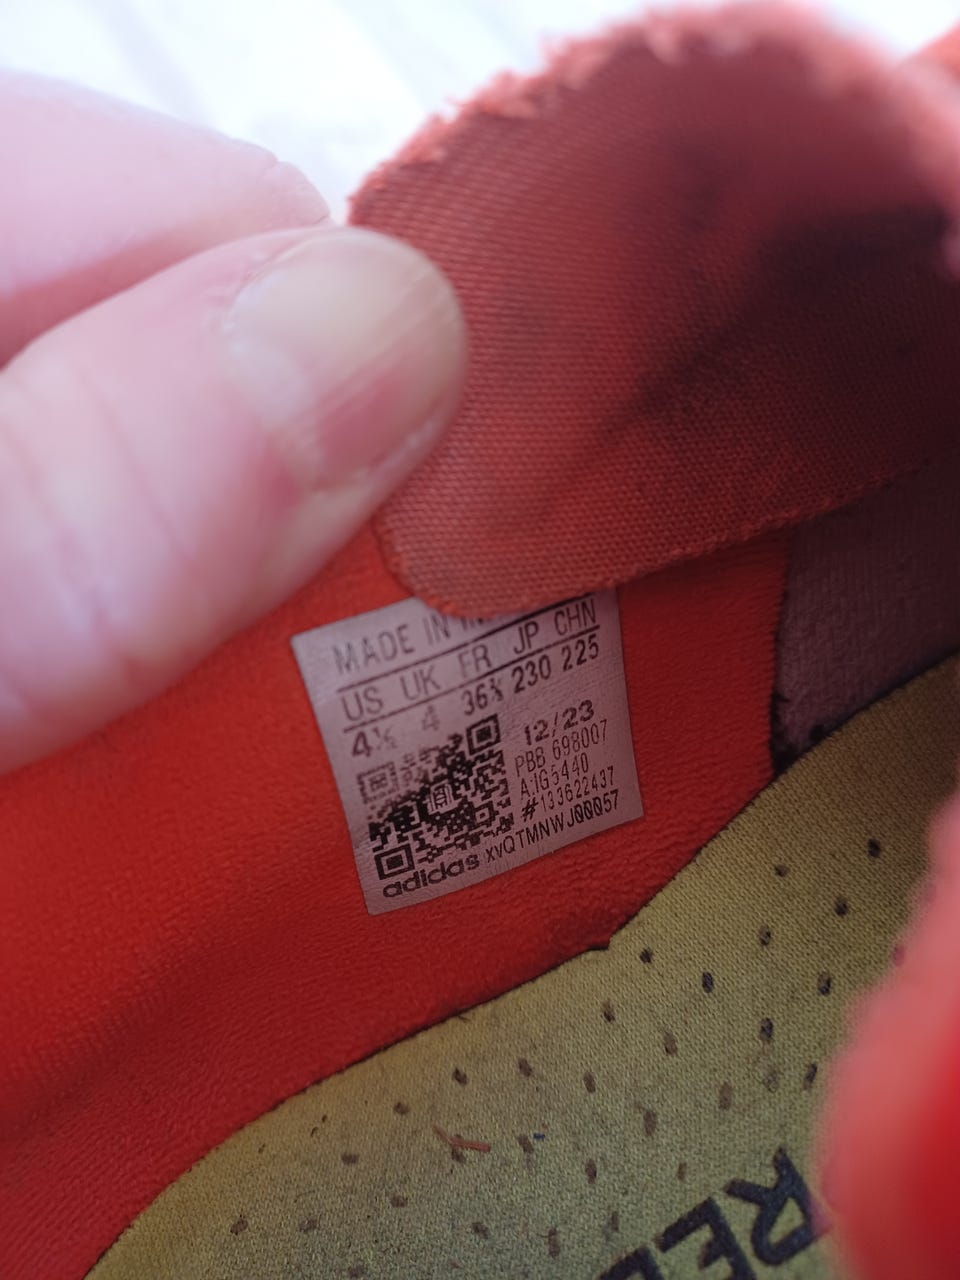 MADE IN
US UK FR JP CHN
4½ 4 36⅔ 230 225
12/23
PBB 698007
A:IG5440
#133622437
adidas xvQTMNWJ00057
RE